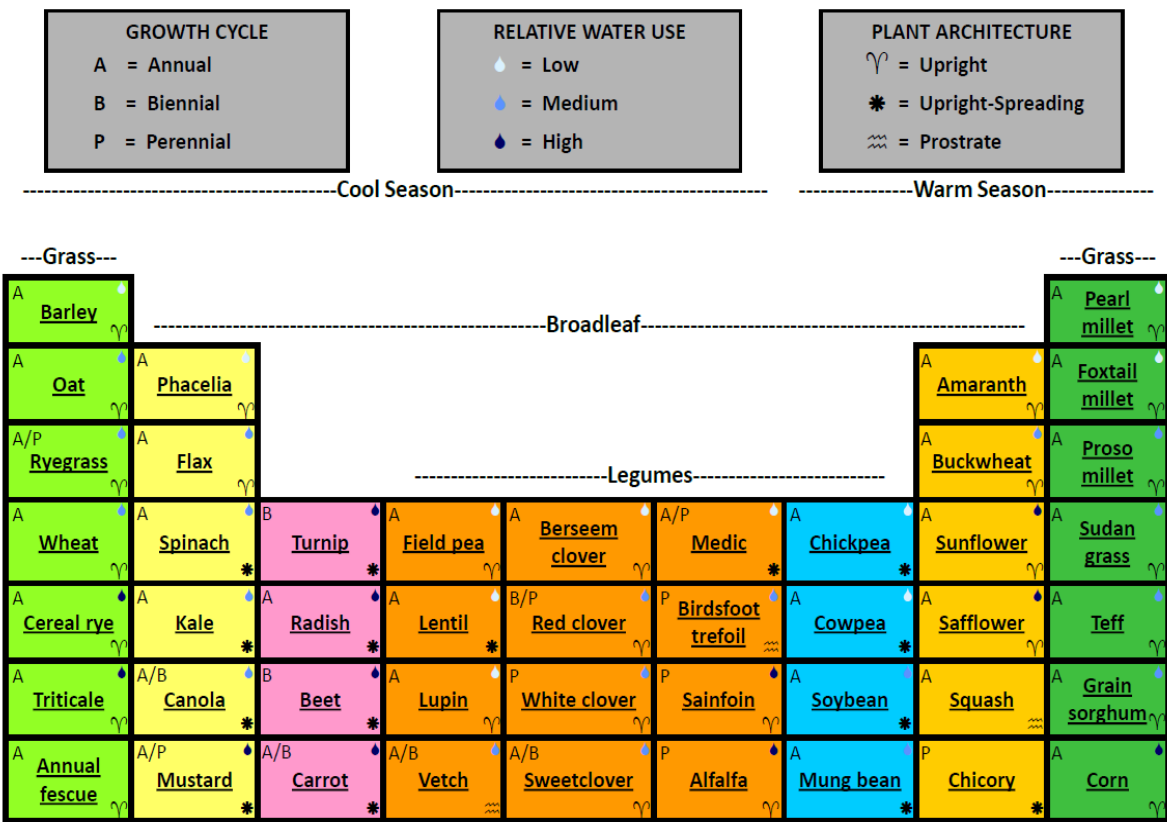 GROWTH CYCLE
A = Annual
B = Biennial
P = Perennial
RELATIVE WATER USE
= Low
= Medium
= High
PLANT ARCHITECTURE
= Upright
= Upright-Spreading
= Prostrate
Cool Season
Warm Season
---Grass---
---Grass---
A
Barley
Broadleaf
A
Pearl
millet
A
Oat
A
Phacelia
A
Amaranth
A
Foxtail
millet
A/P
Ryegrass
A
Flax
Legumes
A
Buckwheat
A
Proso
millet
A
Wheat
A
Spinach
B
Turnip
A
Field pea
A
Berseem
clover
A/P
Medic
A
Chickpea
A
Sunflower
A
Sudan
grass
A
Cereal rye
A
Kale
A
Radish
A
Lentil
B/P
Red clover
P
Birdsfoot
trefoil
A
Cowpea
A
Safflower
A
Teff
A
Triticale
A/B
Canola
B
Beet
A
Lupin
P
White clover
P
Sainfoin
A
Soybean
A
Squash
A
Grain
sorghum
A
Annual
fescue
A/P
Mustard
A/B
Carrot
A/B
Vetch
A/B
Sweetclover
P
Alfalfa
A
Mung bean
P
Chicory
A
Corn